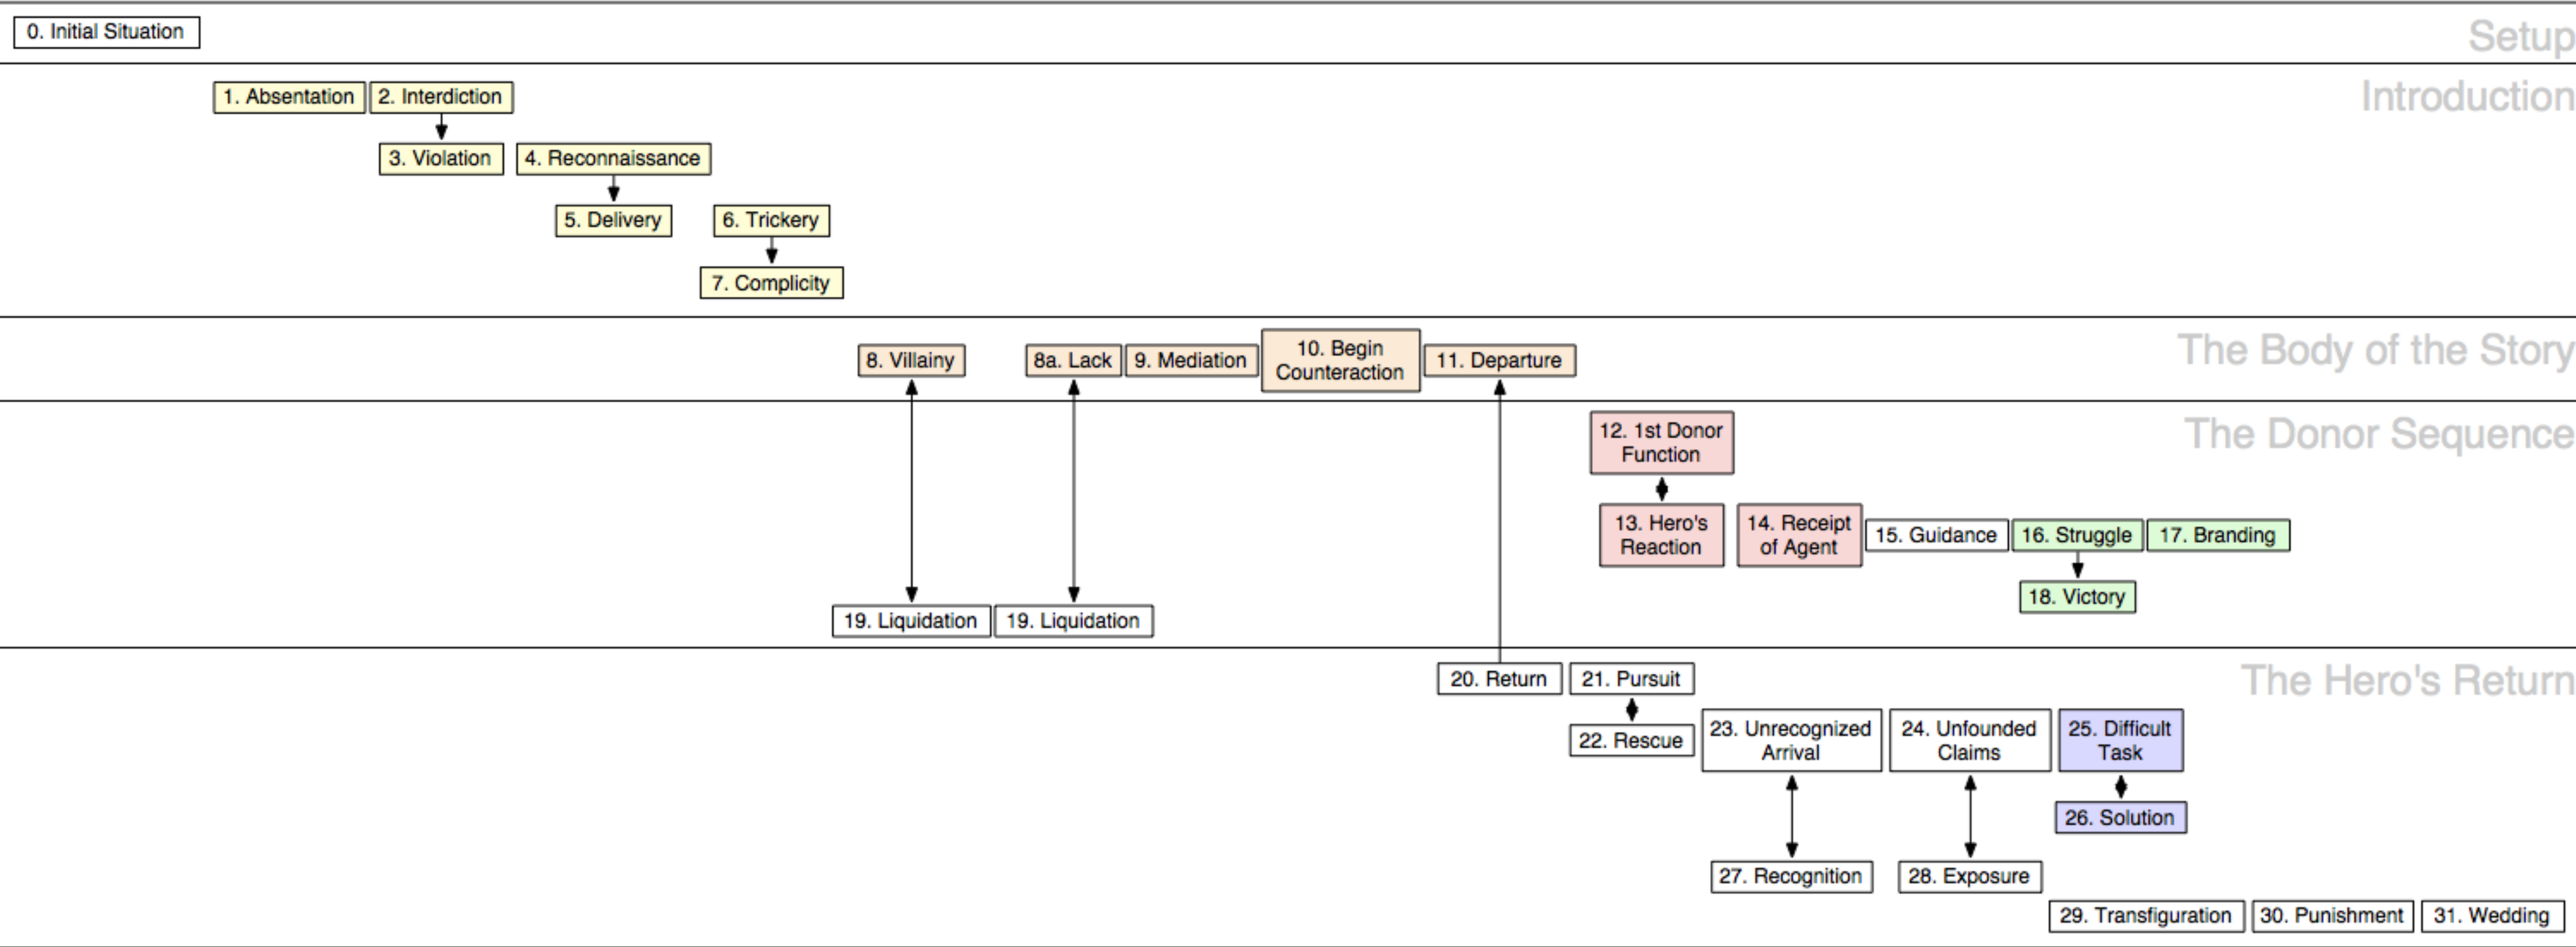 0. Initial Situation
Setup
Introduction
1. Absentation
2. Interdiction
3. Violation
4. Reconnaissance
5. Delivery
6. Trickery
7. Complicity
The Body of the Story
8. Villainy
8a. Lack
9. Mediation
10. Begin
Counteraction
11. Departure
The Donor Sequence
12. 1st Donor
Function
13. Hero's
Reaction
14. Receipt
of Agent
15. Guidance
16. Struggle
17. Branding
18. Victory
19. Liquidation
19. Liquidation
The Hero's Return
20. Return
21. Pursuit
22. Rescue
23. Unrecognized
Arrival
24. Unfounded
Claims
25. Difficult
Task
26. Solution
27. Recognition
28. Exposure
29. Transfiguration
30. Punishment
31. Wedding